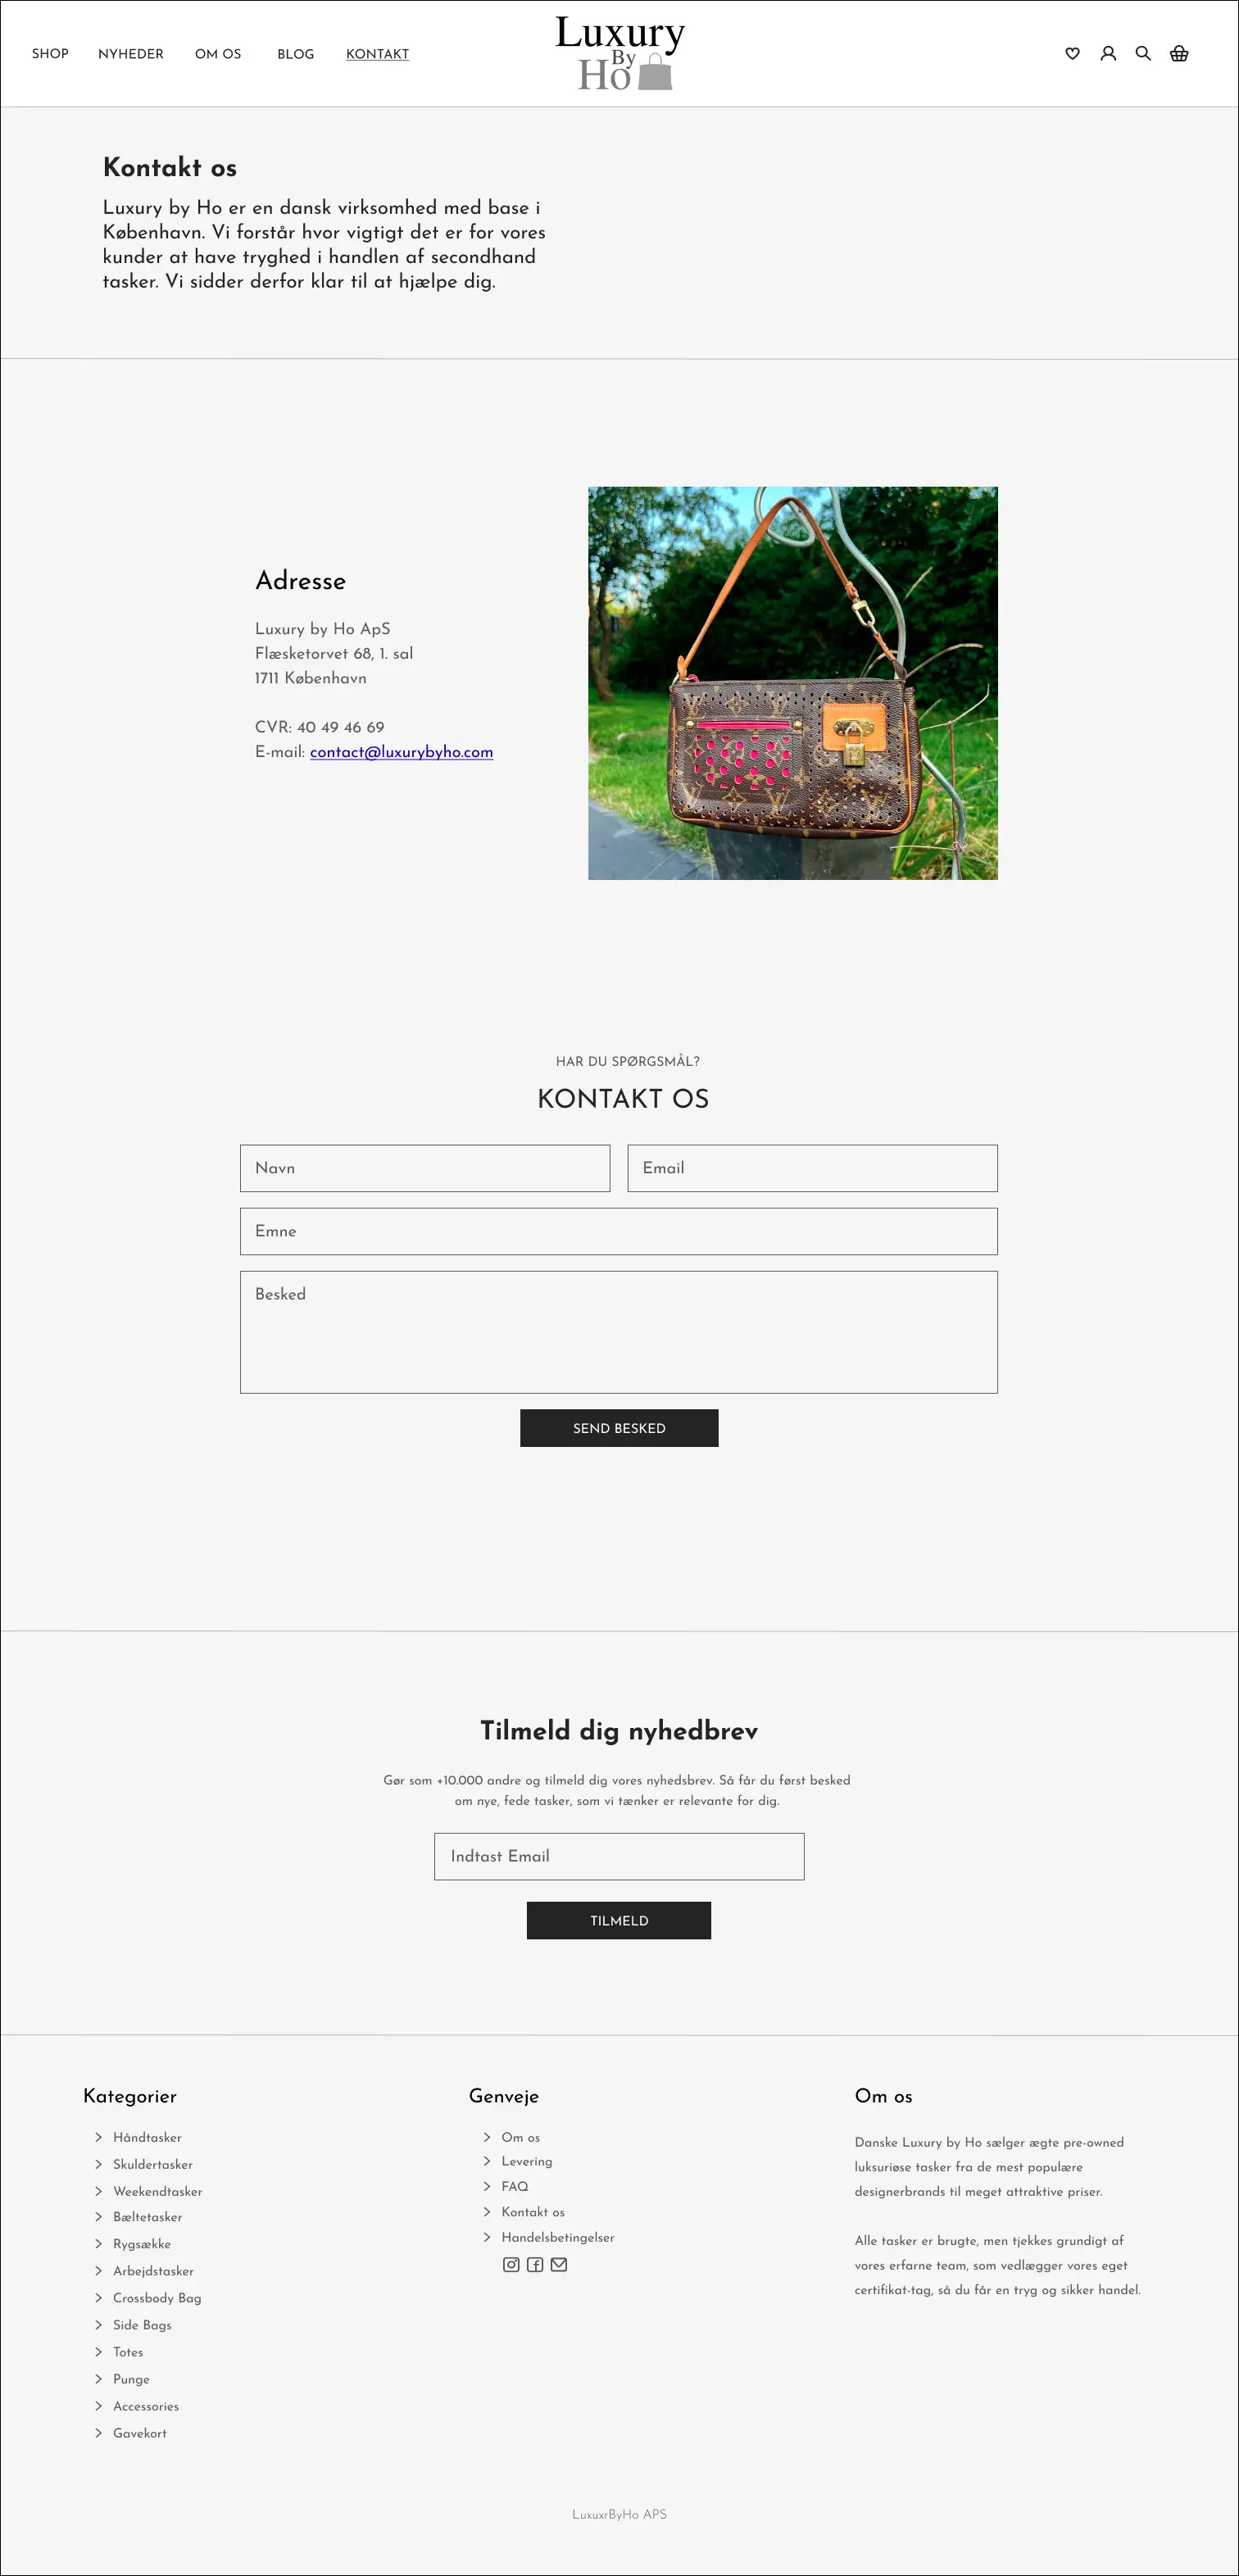 SHOP NYHEDER OM OS BLOG KONTAKT
Luxury
By
Ho
Kontakt os
Luxury by Ho er en dansk virksomhed med base i
København. Vi forstår hvor vigtigt det er for vores
kunder at have tryghed i handlen af secondhand
tasker. Vi sidder derfor klar til at hjælpe dig.
Adresse
Luxury by Ho ApS
Flæsketorvet 68, 1. sal
1711 København
CVR: 40 49 46 69
E-mail: contact@luxurybyho.com
HAR DU SPØRGSMÅL?
KONTAKT OS
Navn
Email
Emne
Besked
SEND BESKED
Tilmeld dig nyhedbrev
Gør som +10.000 andre og tilmeld dig vores nyhedsbrev. Så får du først besked
om nye, fede tasker, som vi tænker er relevante for dig.
Indtast Email
TILMELD
Kategorier
Håndtasker
Skuldertasker
Weekendtasker
Bæltetasker
Rygsække
Arbejdstasker
Crossbody Bag
Side Bags
Totes
Punge
Accessories
Gavekort
Genveje
Om os
Levering
FAQ
Kontakt os
Handelsbetingelser
Om os
Danske Luxury by Ho sælger ægte pre-owned
luksuriøse tasker fra de mest populære
designerbrands til meget attraktive priser.
Alle tasker er brugte, men tjekkes grundigt af
vores erfarne team, som vedlægger vores eget
certifikat-tag, så du får en tryg og sikker handel.
LuxuxrByHo APS